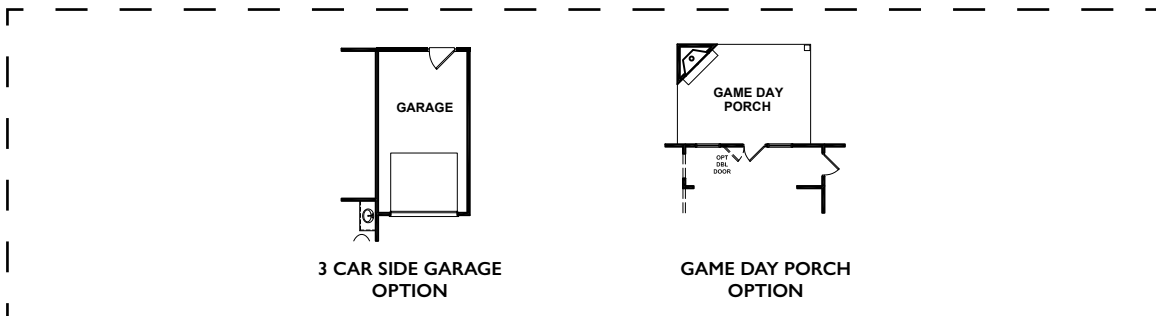 GARAGE
3 CAR SIDE GARAGE
OPTION
GAME DAY
PORCH
OPT
DBL
DOOR
GAME DAY PORCH
OPTION